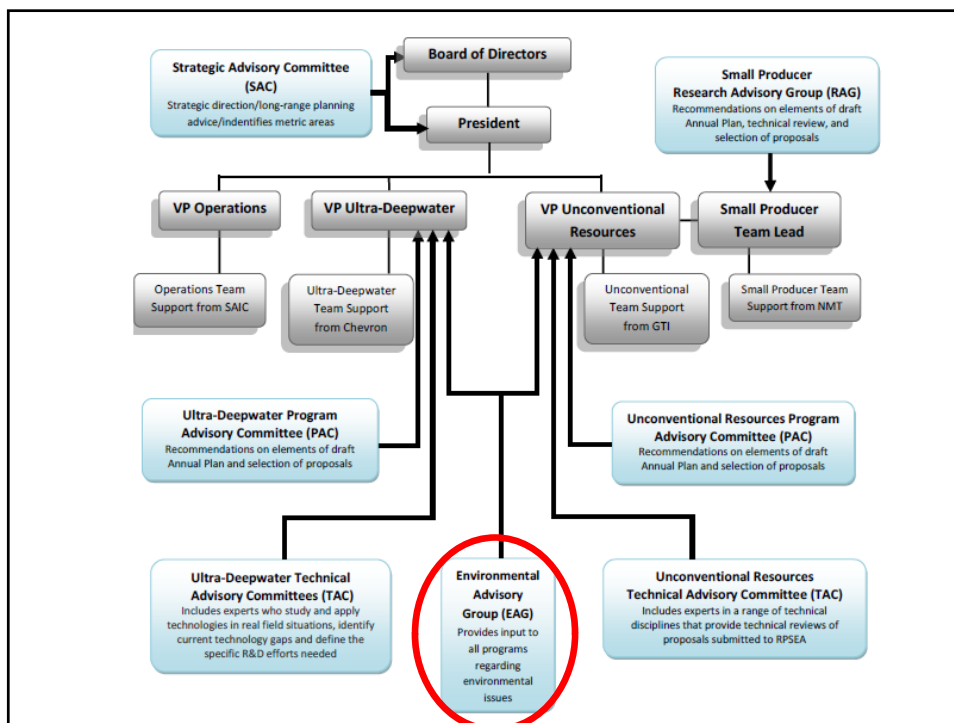 Board of Directors
Strategic Advisory Committee
(SAC)
Strategic direction/long-range planning
advice/indentifies metric areas
Small Producer
Research Advisory Group (RAG)
Recommendations on elements of draft
Annual Plan, technical review, and
selection of proposals
President
VP Operations
VP Ultra-Deepwater
VP Unconventional
Resources
Small Producer
Team Lead
Operations Team
Support from SAIC
Ultra-Deepwater
Team Support
from Chevron
Unconventional
Team Support
from GTI
Small Producer Team
Support from NMT
Ultra-Deepwater Program
Advisory Committee (PAC)
Recommendations on elements of draft
Annual Plan and selection of proposals
Unconventional Resources Program
Advisory Committee (PAC)
Recommendations on elements of draft
Annual Plan and selection of proposals
Ultra-Deepwater Technical
Advisory Committees (TAC)
Includes experts who study and apply
technologies in real field situations, identify
current technology gaps and define the
specific R&D efforts needed
Environmental
Advisory
Group (EAG)
Provides input to
all programs
regarding
environmental
issues
Unconventional Resources
Technical Advisory Committee (TAC)
Includes experts in a range of technical
disciplines that provide technical reviews of
proposals submitted to RPSEA